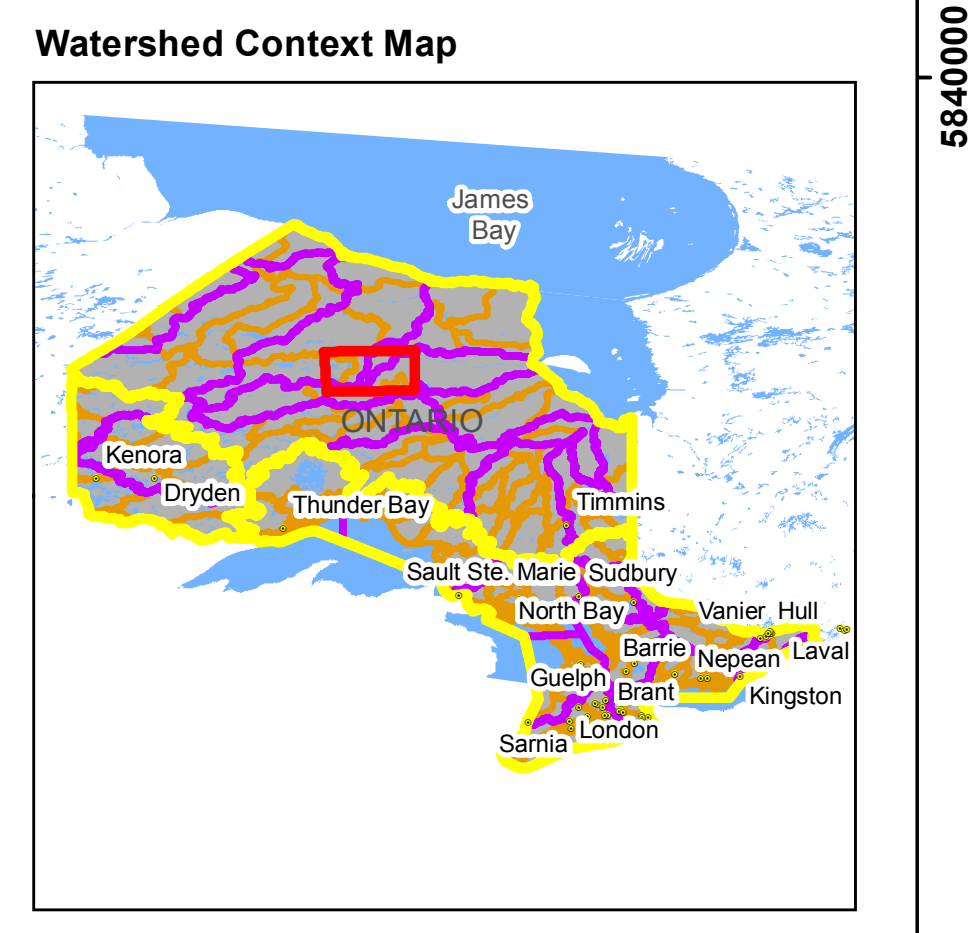 Watershed Context Map
5840000
James
Bay
ONTARIO
Kenora
Dryden
Thunder Bay
Timmins
Sault Ste. Marie
Sudbury
North Bay
Vanier
Hull
Barrie
Nepean
Laval
Guelph
Brant
Kingston
London
Sarnia